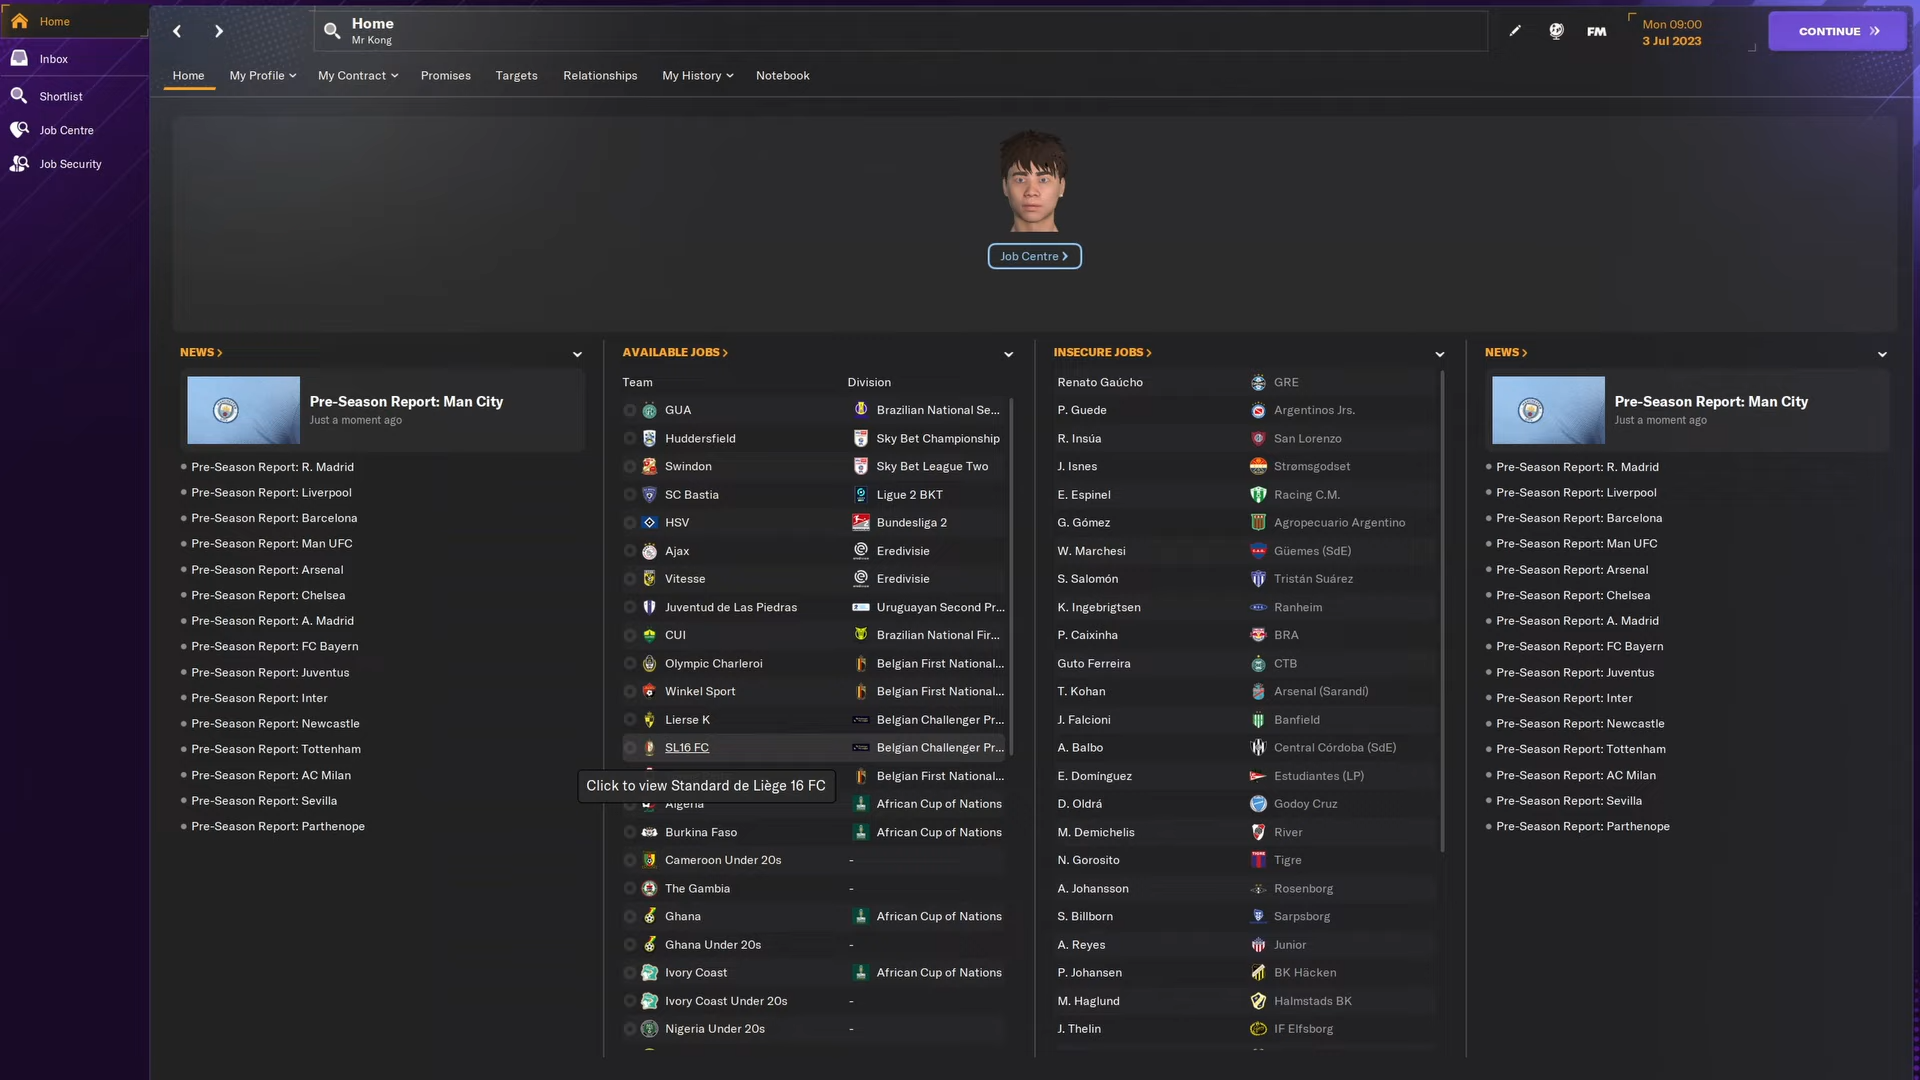 Home
Inbox
Shortlist
Job Centre
Job Security
Home
Mr Kong
FM
Mon 09:00
3 Jul 2023
CONTINUE
Home
My Profile
My Contract
Promises
Targets
Relationships
My History
Notebook
Job Centre
NEWS
Pre-Season Report: Man City
Just a moment ago
Pre-Season Report: R. Madrid
Pre-Season Report: Liverpool
Pre-Season Report: Barcelona
Pre-Season Report: Man UFC
Pre-Season Report: Arsenal
Pre-Season Report: Chelsea
Pre-Season Report: A. Madrid
Pre-Season Report: FC Bayern
Pre-Season Report: Juventus
Pre-Season Report: Inter
Pre-Season Report: Newcastle
Pre-Season Report: Tottenham
Pre-Season Report: AC Milan
Pre-Season Report: Sevilla
Pre-Season Report: Parthenope
AVAILABLE JOBS
Team Division
GUA Brazilian National Se...
Huddersfield Sky Bet Championship
Swindon Sky Bet League Two
SC Bastia Ligue 2 BKT
HSV Bundesliga 2
Ajax Eredivisie
Vitesse Eredivisie
Juventud de Las Piedras Uruguayan Second Pr...
CUI Brazilian National Fir...
Olympic Charleroi Belgian First National...
Winkel Sport Belgian First National...
Lierse K Belgian Challenger Pr...
SL16 FC Belgian Challenger Pr...
Belgian First National...
Click to view Standard de Liège 16 FC
Algeria African Cup of Nations
Burkina Faso African Cup of Nations
Cameroon Under 20s -
The Gambia -
Ghana African Cup of Nations
Ghana Under 20s -
Ivory Coast African Cup of Nations
Ivory Coast Under 20s -
Nigeria Under 20s -
INSECURE JOBS
Renato Gaúcho GRE
P. Guede Argentinos Jrs.
R. Insúa San Lorenzo
J. Isnes Strømsgodset
E. Espinel Racing C.M.
G. Gómez Agropecuario Argentino
W. Marchesi Güemes (SdE)
S. Salomón Tristán Suárez
K. Ingebrigtsen Ranheim
P. Caixinha BRA
Guto Ferreira CTB
T. Kohan Arsenal (Sarandí)
J. Falcioni Banfield
A. Balbo Central Córdoba (SdE)
E. Domínguez Estudiantes (LP)
D. Oldrá Godoy Cruz
M. Demichelis River
N. Gorosito Tigre
A. Johansson Rosenborg
S. Billborn Sarpsborg
A. Reyes Junior
P. Johansen BK Häcken
M. Haglund Halmstads BK
J. Thelin IF Elfsborg
NEWS
Pre-Season Report: Man City
Just a moment ago
Pre-Season Report: R. Madrid
Pre-Season Report: Liverpool
Pre-Season Report: Barcelona
Pre-Season Report: Man UFC
Pre-Season Report: Arsenal
Pre-Season Report: Chelsea
Pre-Season Report: A. Madrid
Pre-Season Report: FC Bayern
Pre-Season Report: Juventus
Pre-Season Report: Inter
Pre-Season Report: Newcastle
Pre-Season Report: Tottenham
Pre-Season Report: AC Milan
Pre-Season Report: Sevilla
Pre-Season Report: Parthenope